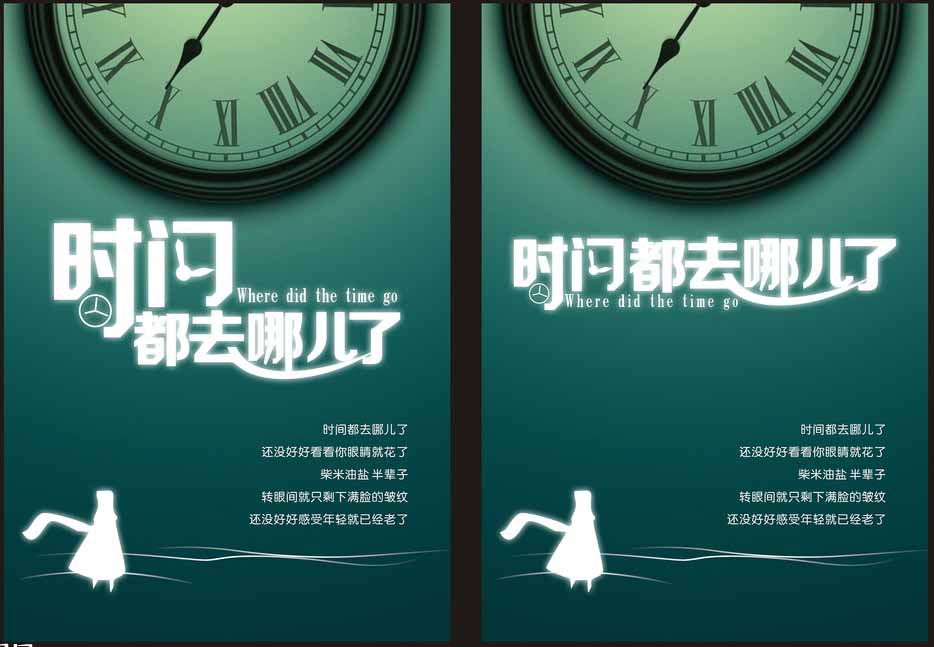 时间
Where did the time go
都去哪儿了
时间都去哪儿了
还没好好看看你眼睛就花了
柴米油盐 半辈子
转眼间就只剩下满脸的皱纹
还没好好感受年轻就已经老了
时间都去哪儿了
Where did the time go
时间都去哪儿了
还没好好看看你眼睛就花了
柴米油盐 半辈子
转眼间就只剩下满脸的皱纹
还没好好感受年轻就已经老了